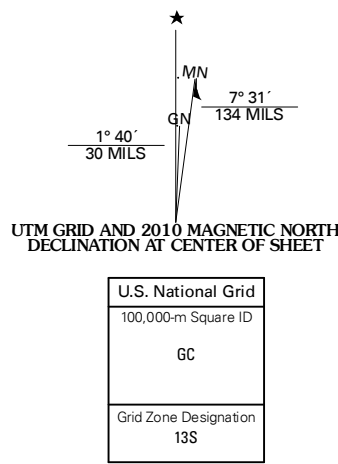 MN
7° 31´
134 MILS
GN
1° 40´
30 MILS
UTM GRID AND 2010 MAGNETIC NORTH
DECLINATION AT CENTER OF SHEET
U.S. National Grid
100,000-m Square ID
GC
Grid Zone Designation
13S